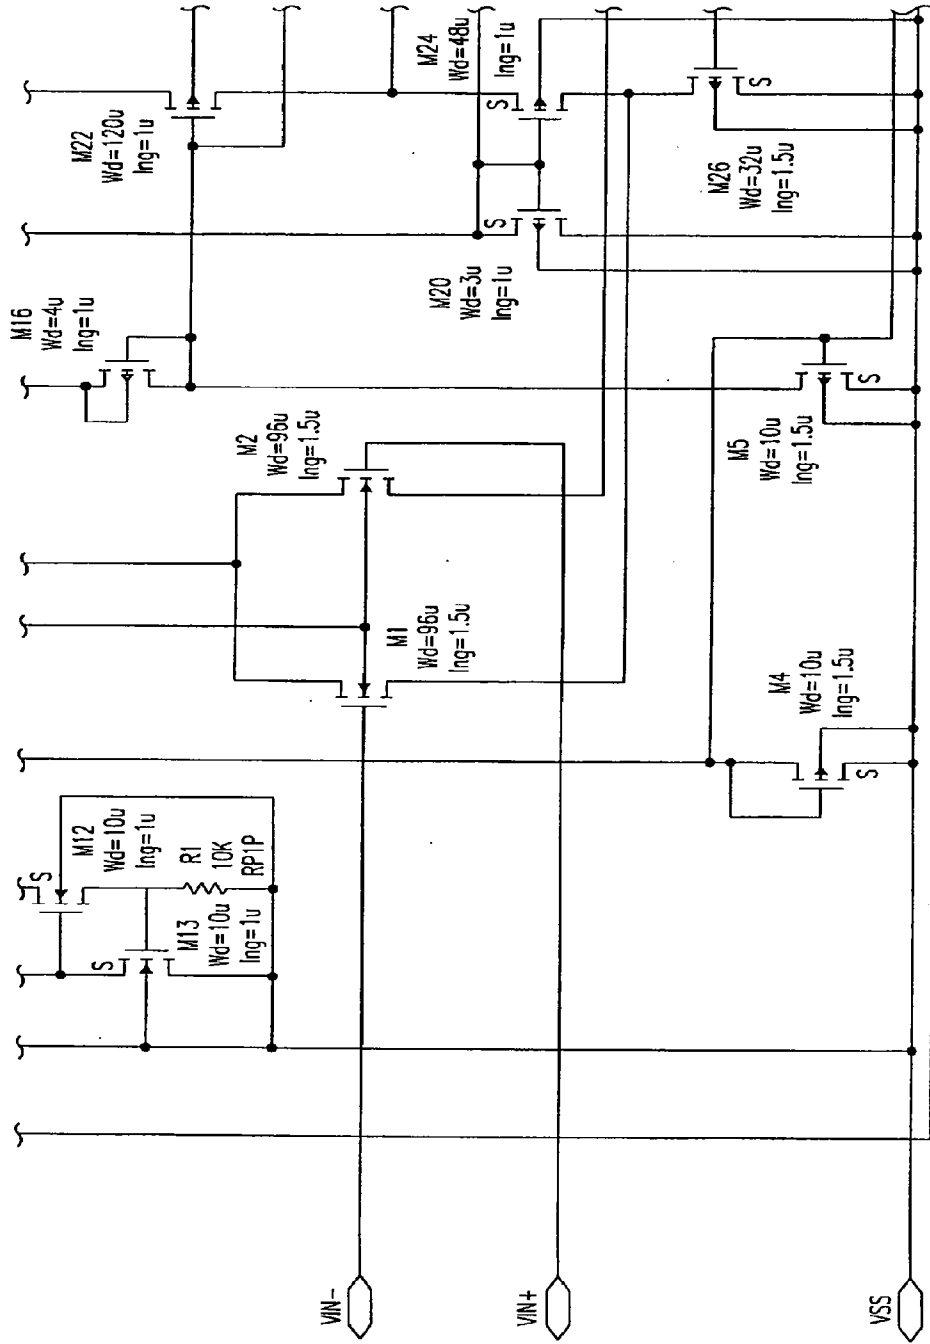 M16
Wd=4u
lng=1u
M22
Wd=120u
lng=1u
S
M12
Wd=10u
lng=1u
R1
10K
RP1P
S
M13
Wd=10u
lng=1u
M2
Wd=96u
lng=1.5u
M1
Wd=96u
lng=1.5u
VIN-
M24
Wd=48u
lng=1u
S
S
M20
Wd=3u
lng=1u
VIN+
S
M26
Wd=32u
lng=1.5u
M5
Wd=10u
lng=1.5u
S
M4
Wd=10u
lng=1.5u
S
VSS